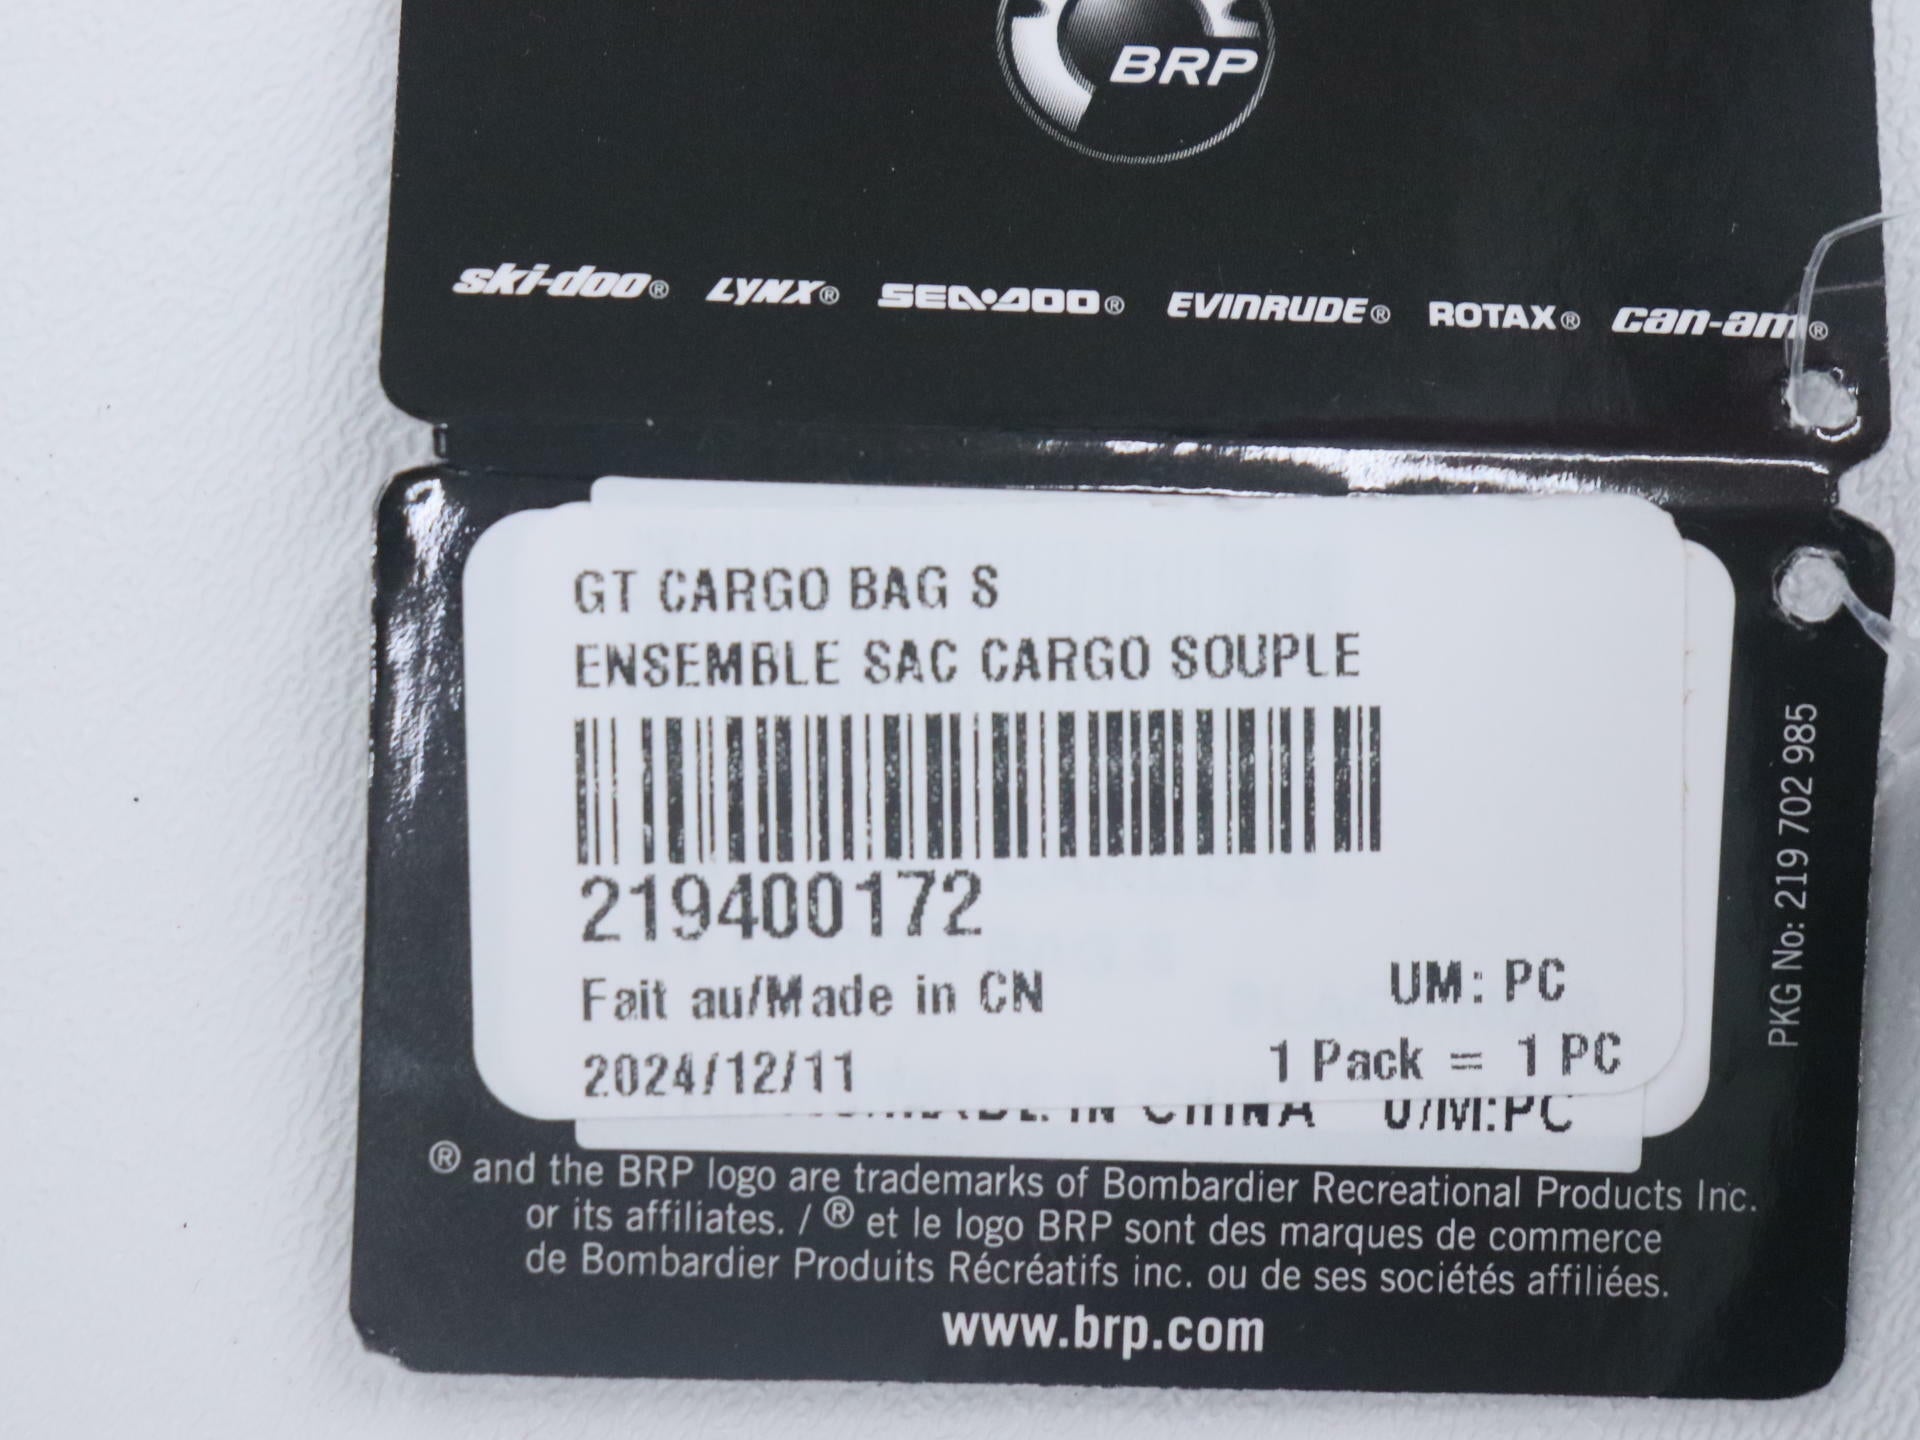 BRP
ski-doo® LYNX® SEA-DOO® EVINRUDE® ROTAX® can-am®
GT CARGO BAG S
ENSEMBLE SAC CARGO SOUPLE
219400172
Fait au/Made in CN
UM: PC
2024/12/11
1 Pack = 1 PC
IN CHINA U/M:PC
PKG No: 219 702 985
® and the BRP logo are trademarks of Bombardier Recreational Products Inc.
or its affiliates. / ® et le logo BRP sont des marques de commerce
de Bombardier Produits Récréatifs inc. ou de ses sociétés affiliées.
www.brp.com